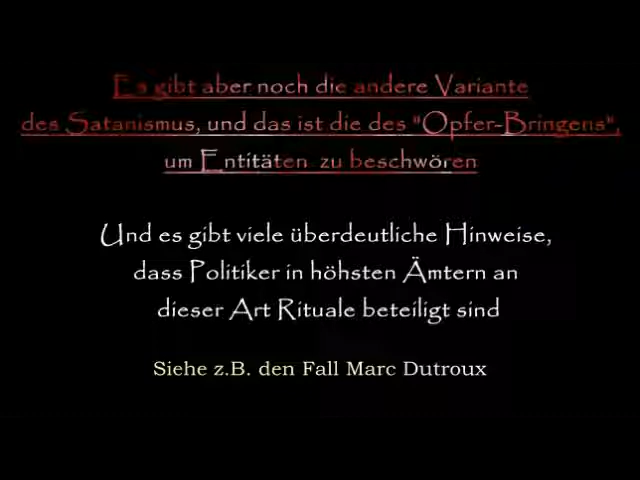 Es gibt aber noch die andere Variante
des Satanismus, und das ist die des "Opfer-Bringens",
um Entitäten zu beschwören
Und es gibt viele überdeutliche Hinweise,
dass Politiker in höhsten Ämtern an
dieser Art Rituale beteiligt sind
Siehe z.B. den Fall Marc Dutroux